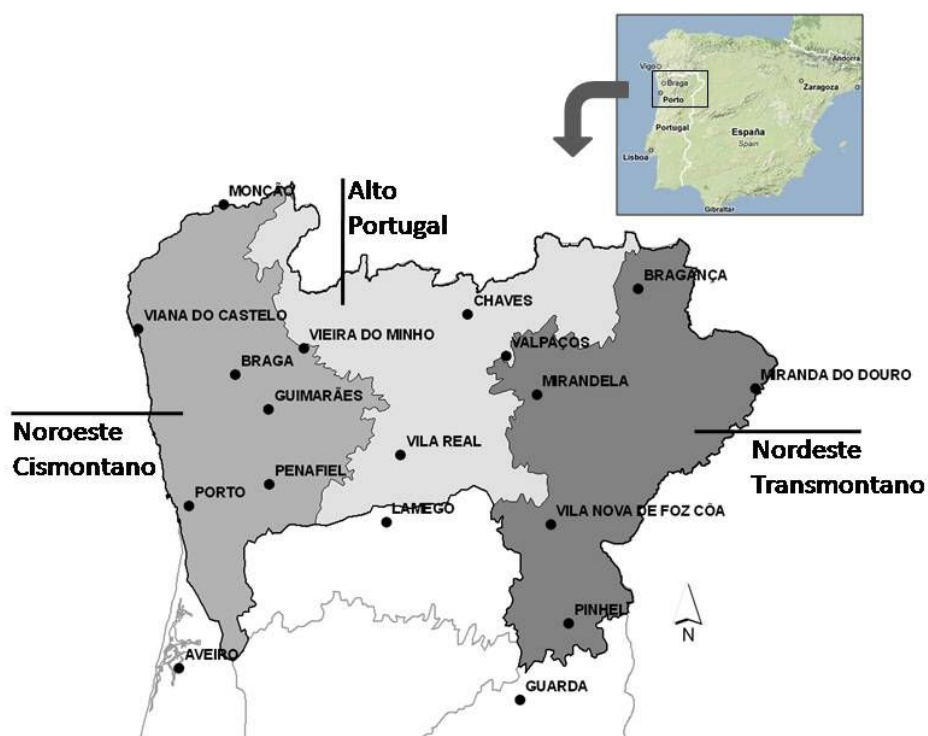 Vigo
Braga
Porto
Andorra
Zaragoza
Portugal
España
Spain
Lisboa
Gibraltar
MONÇÃO
Alto
Portugal
BRAGANÇA
CHAVES
VIANA DO CASTELO
VIEIRA DO MINHO
VALPAÇOS
BRAGA
MIRANDELA
MIRANDA DO DOURO
GUIMARÃES
Noroeste
Cismontano
VILA REAL
Nordeste
Transmontano
PENAFIEL
PORTO
LAMEGO
VILA NOVA DE FOZ CÔA
PINHEL
N
AVEIRO
GUARDA